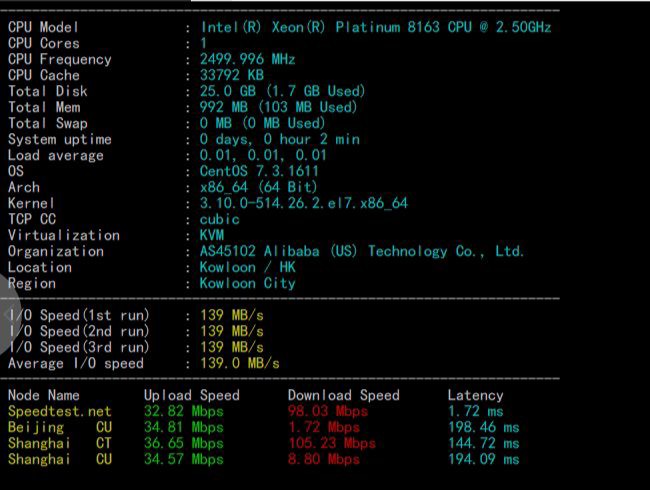 CPU Model : Intel(R) Xeon(R) Platinum 8163 CPU @ 2.50GHz
CPU Cores : 1
CPU Frequency : 2499.996 MHz
CPU Cache : 33792 KB
Total Disk : 25.0 GB (1.7 GB Used)
Total Mem : 992 MB (103 MB Used)
Total Swap : 0 MB (0 MB Used)
System uptime : 0 days, 0 hour 2 min
Load average : 0.01, 0.01, 0.01
OS : CentOS 7.3.1611
Arch : x86_64 (64 Bit)
Kernel : 3.10.0-514.26.2.el7.x86_64
TCP CC : cubic
Virtualization : KVM
Organization : AS45102 Alibaba (US) Technology Co., Ltd.
Location : Kowloon / HK
Region : Kowloon City
I/O Speed(1st run) : 139 MB/s
I/O Speed(2nd run) : 139 MB/s
I/O Speed(3rd run) : 139 MB/s
Average I/O speed : 139.0 MB/s
Node Name Upload Speed Download Speed Latency
Speedtest.net 32.82 Mbps 98.03 Mbps 1.72 ms
Beijing CU 34.81 Mbps 1.72 Mbps 198.46 ms
Shanghai CT 36.65 Mbps 105.23 Mbps 144.72 ms
Shanghai CU 34.57 Mbps 8.80 Mbps 194.09 ms